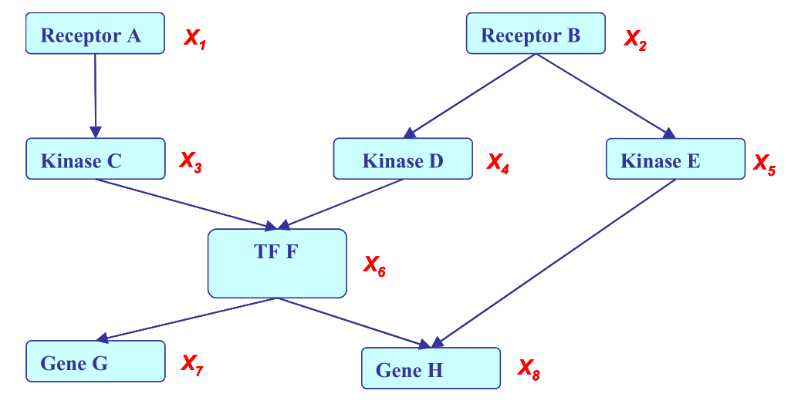 Receptor A X₁
Receptor B X₂
Kinase C X₃
Kinase D X₄
Kinase E X₅
TF F X₆
Gene G X₇
Gene H X₈